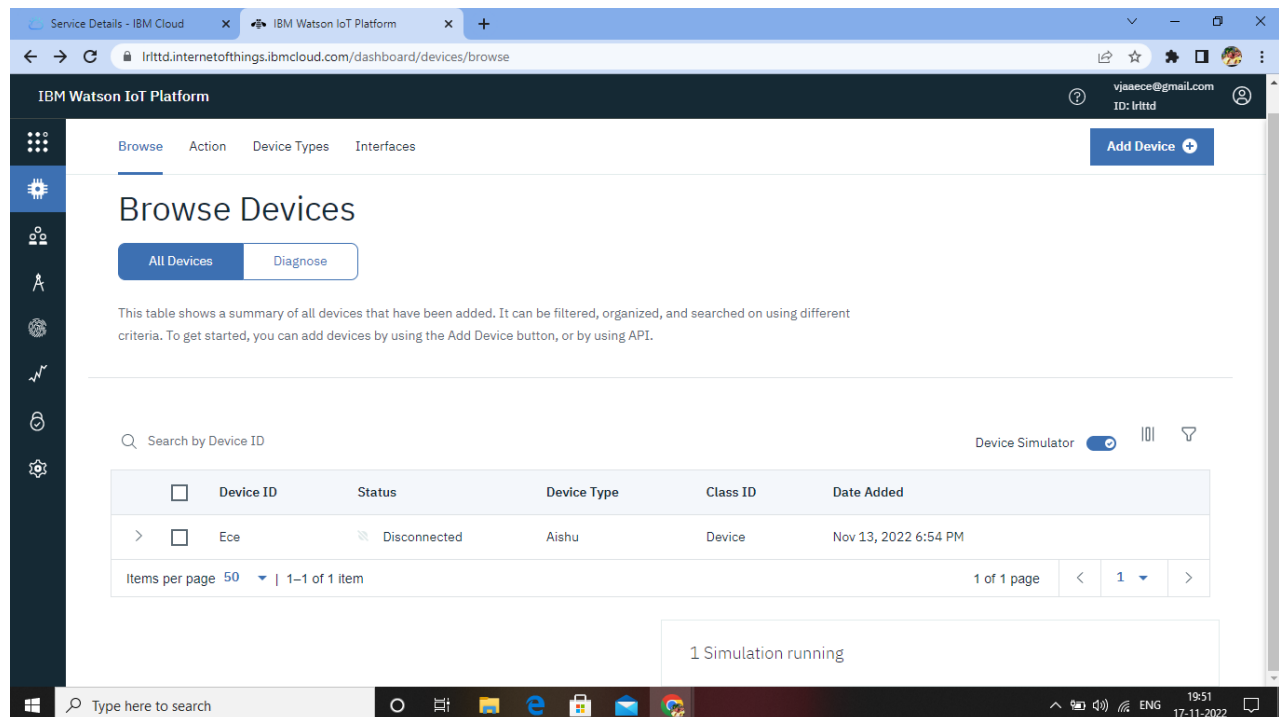 Service Details - IBM Cloud
IBM Watson IoT Platform
lrlttd.internetofthings.ibmcloud.com/dashboard/devices/browse
IBM Watson IoT Platform
vjaaece@gmail.com
ID: lrlttd
Browse Action Device Types Interfaces
Add Device
Browse Devices
All Devices Diagnose
This table shows a summary of all devices that have been added. It can be filtered, organized, and searched on using different
criteria. To get started, you can add devices by using the Add Device button, or by using API.
Search by Device ID
Device Simulator
Device ID Status Device Type Class ID Date Added
Ece Disconnected Aishu Device Nov 13, 2022 6:54 PM
Items per page 50 | 1–1 of 1 item 1 of 1 page < 1 >
1 Simulation running
Type here to search
ENG
19:51
17-11-2022